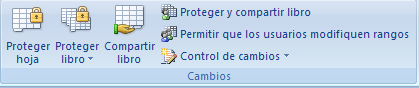 Proteger hoja
Proteger libro
Compartir libro
Proteger y compartir libro
Permitir que los usuarios modifiquen rangos
Control de cambios
Cambios